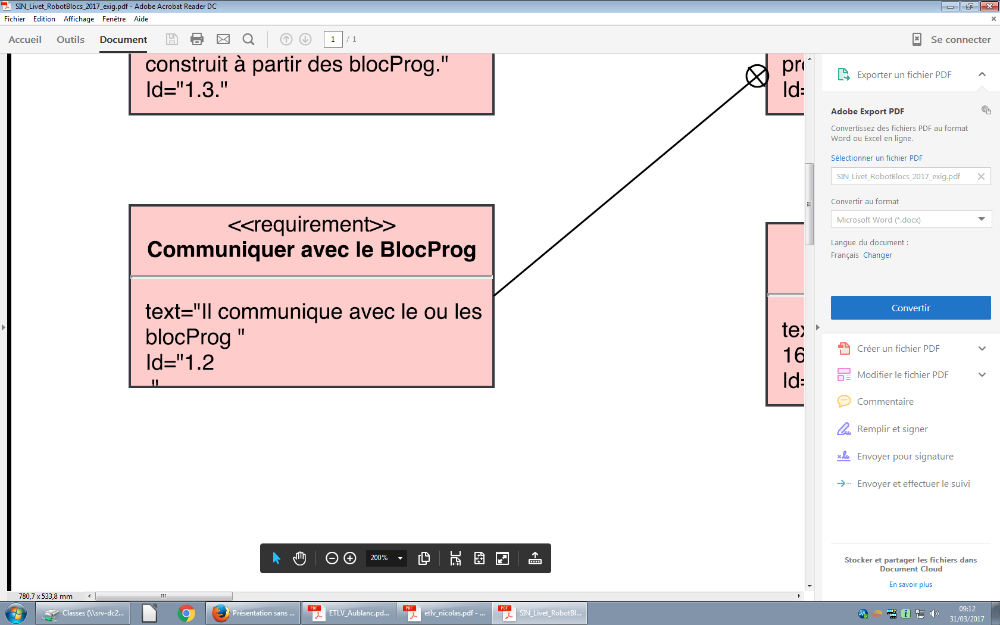 SIN_Livet_RobotBlocs_2017_exig.pdf - Adobe Acrobat Reader DC
Fichier Edition Affichage Fenêtre Aide
Accueil Outils Document 1 / 1 Se connecter
construit à partir des blocProg."
Id="1.3."
<<requirement>>
Communiquer avec le BlocProg
text="Il communique avec le ou les
blocProg "
Id="1.2
"
pro
Id=
tex
16
Id=
Exporter un fichier PDF
Adobe Export PDF
Convertissez des fichiers PDF au format
Word ou Excel en ligne.
Sélectionner un fichier PDF
SIN_Livet_RobotBlocs_2017_exig.pdf
Convertir au format
Microsoft Word (*.docx)
Langue du document :
Français Changer
Convertir
Créer un fichier PDF
Modifier le fichier PDF
Commentaire
Remplir et signer
Envoyer pour signature
Envoyer et effectuer le suivi
Stocker et partager les fichiers dans
Document Cloud
En savoir plus
200%
780,7 x 533,8 mm
Classes (\\srv-dc2... Présentation sans ... ETLV_Aublanc.pd... etlv_nicolas.pdf - ... SIN_Livet_RobotBl...
09:12
31/03/2017